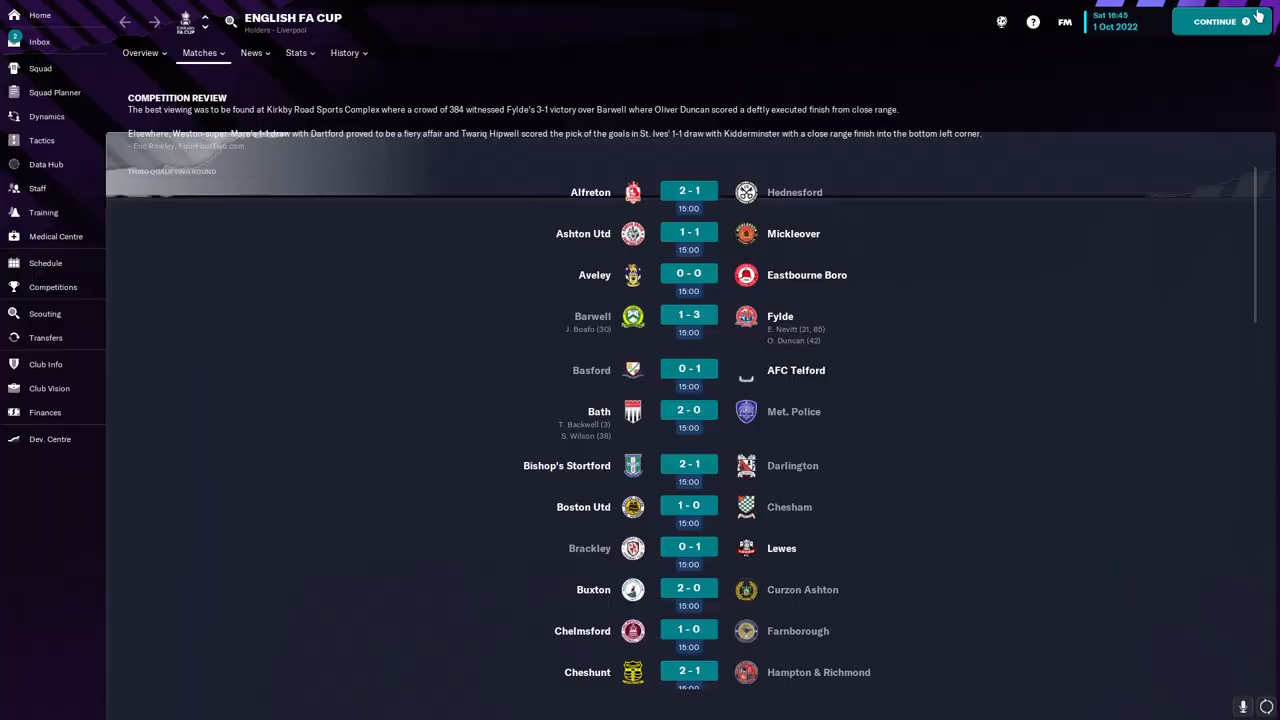 Home
2
Inbox
Squad
Squad Planner
Dynamics
Tactics
Data Hub
Staff
Training
Medical Centre
Schedule
Competitions
Scouting
Transfers
Club Info
Club Vision
Finances
Dev. Centre
ENGLISH FA CUP
Holders - Liverpool
FM
Sat 16:45
1 Oct 2022
CONTINUE
Overview
Matches
News
Stats
History
COMPETITION REVIEW
The best viewing was to be found at Kirkby Road Sports Complex where a crowd of 384 witnessed Fylde's 3-1 victory over Barwell where Oliver Duncan scored a deftly executed finish from close range.
Elsewhere, Weston-super-Mare's 1-1 draw with Dartford proved to be a fiery affair and Twariq Hipwell scored the pick of the goals in St. Ives' 1-1 draw with Kidderminster with a close range finish into the bottom left corner.
- Eric Rowley, FourFourTwo.com
THIRD QUALIFYING ROUND
Alfreton 2 - 1 Hednesford
15:00
Ashton Utd 1 - 1 Mickleover
15:00
Aveley 0 - 0 Eastbourne Boro
15:00
Barwell 1 - 3 Fylde
J. Boafo (30) 15:00 E. Nevitt (21, 85)
O. Duncan (42)
Basford 0 - 1 AFC Telford
15:00
Bath 2 - 0 Met. Police
T. Backwell (3) 15:00
S. Wilson (38)
Bishop's Stortford 2 - 1 Darlington
15:00
Boston Utd 1 - 0 Chesham
15:00
Brackley 0 - 1 Lewes
15:00
Buxton 2 - 0 Curzon Ashton
15:00
Chelmsford 1 - 0 Farnborough
15:00
Cheshunt 2 - 1 Hampton & Richmond
15:00